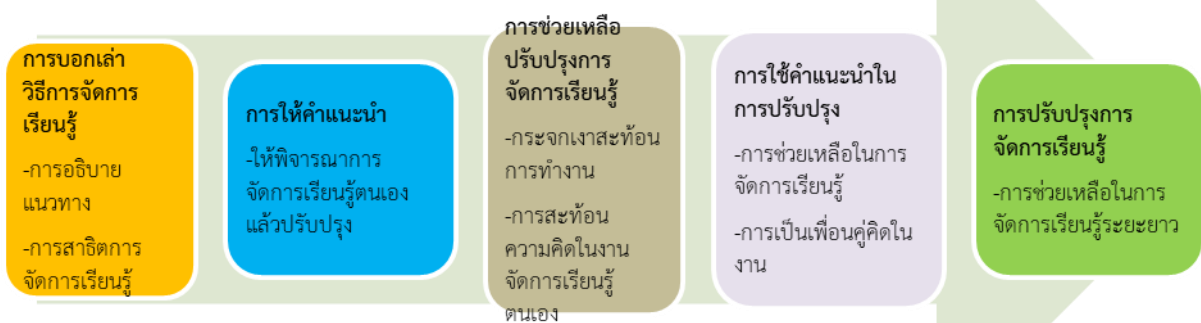 การบอกเล่า
วิธีการจัดการ
เรียนรู้
-การอธิบาย
แนวทาง
-การสาธิตการ
จัดการเรียนรู้
การให้คำแนะนำ
-ให้พิจารณาการ
จัดการเรียนรู้ตนเอง
แล้วปรับปรุง
การช่วยเหลือ
ปรับปรุงการ
จัดการเรียนรู้
-กระจกเงาสะท้อน
การทำงาน
-การสะท้อน
ความคิดในงาน
จัดการเรียนรู้
ตนเอง
การใช้คำแนะนำใน
การปรับปรุง
-การช่วยเหลือในการ
จัดการเรียนรู้
-การเป็นเพื่อนคู่คิดใน
งาน
การปรับปรุงการ
จัดการเรียนรู้
-การช่วยเหลือในการ
จัดการเรียนรู้ระยะยาว